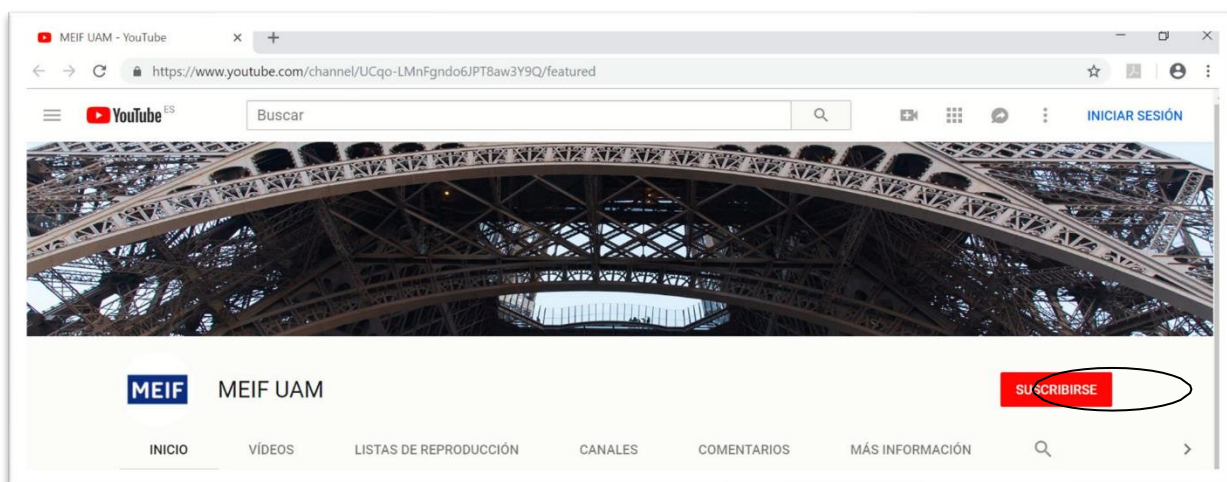 MEIF UAM - YouTube
https://www.youtube.com/channel/UCqo-LMnFgndo6JPT8aw3Y9Q/featured
YouTube ES
Buscar
INICIAR SESIÓN
MEIF
MEIF UAM
SUSCRIBIRSE
INICIO VÍDEOS LISTAS DE REPRODUCCIÓN CANALES COMENTARIOS MÁS INFORMACIÓN